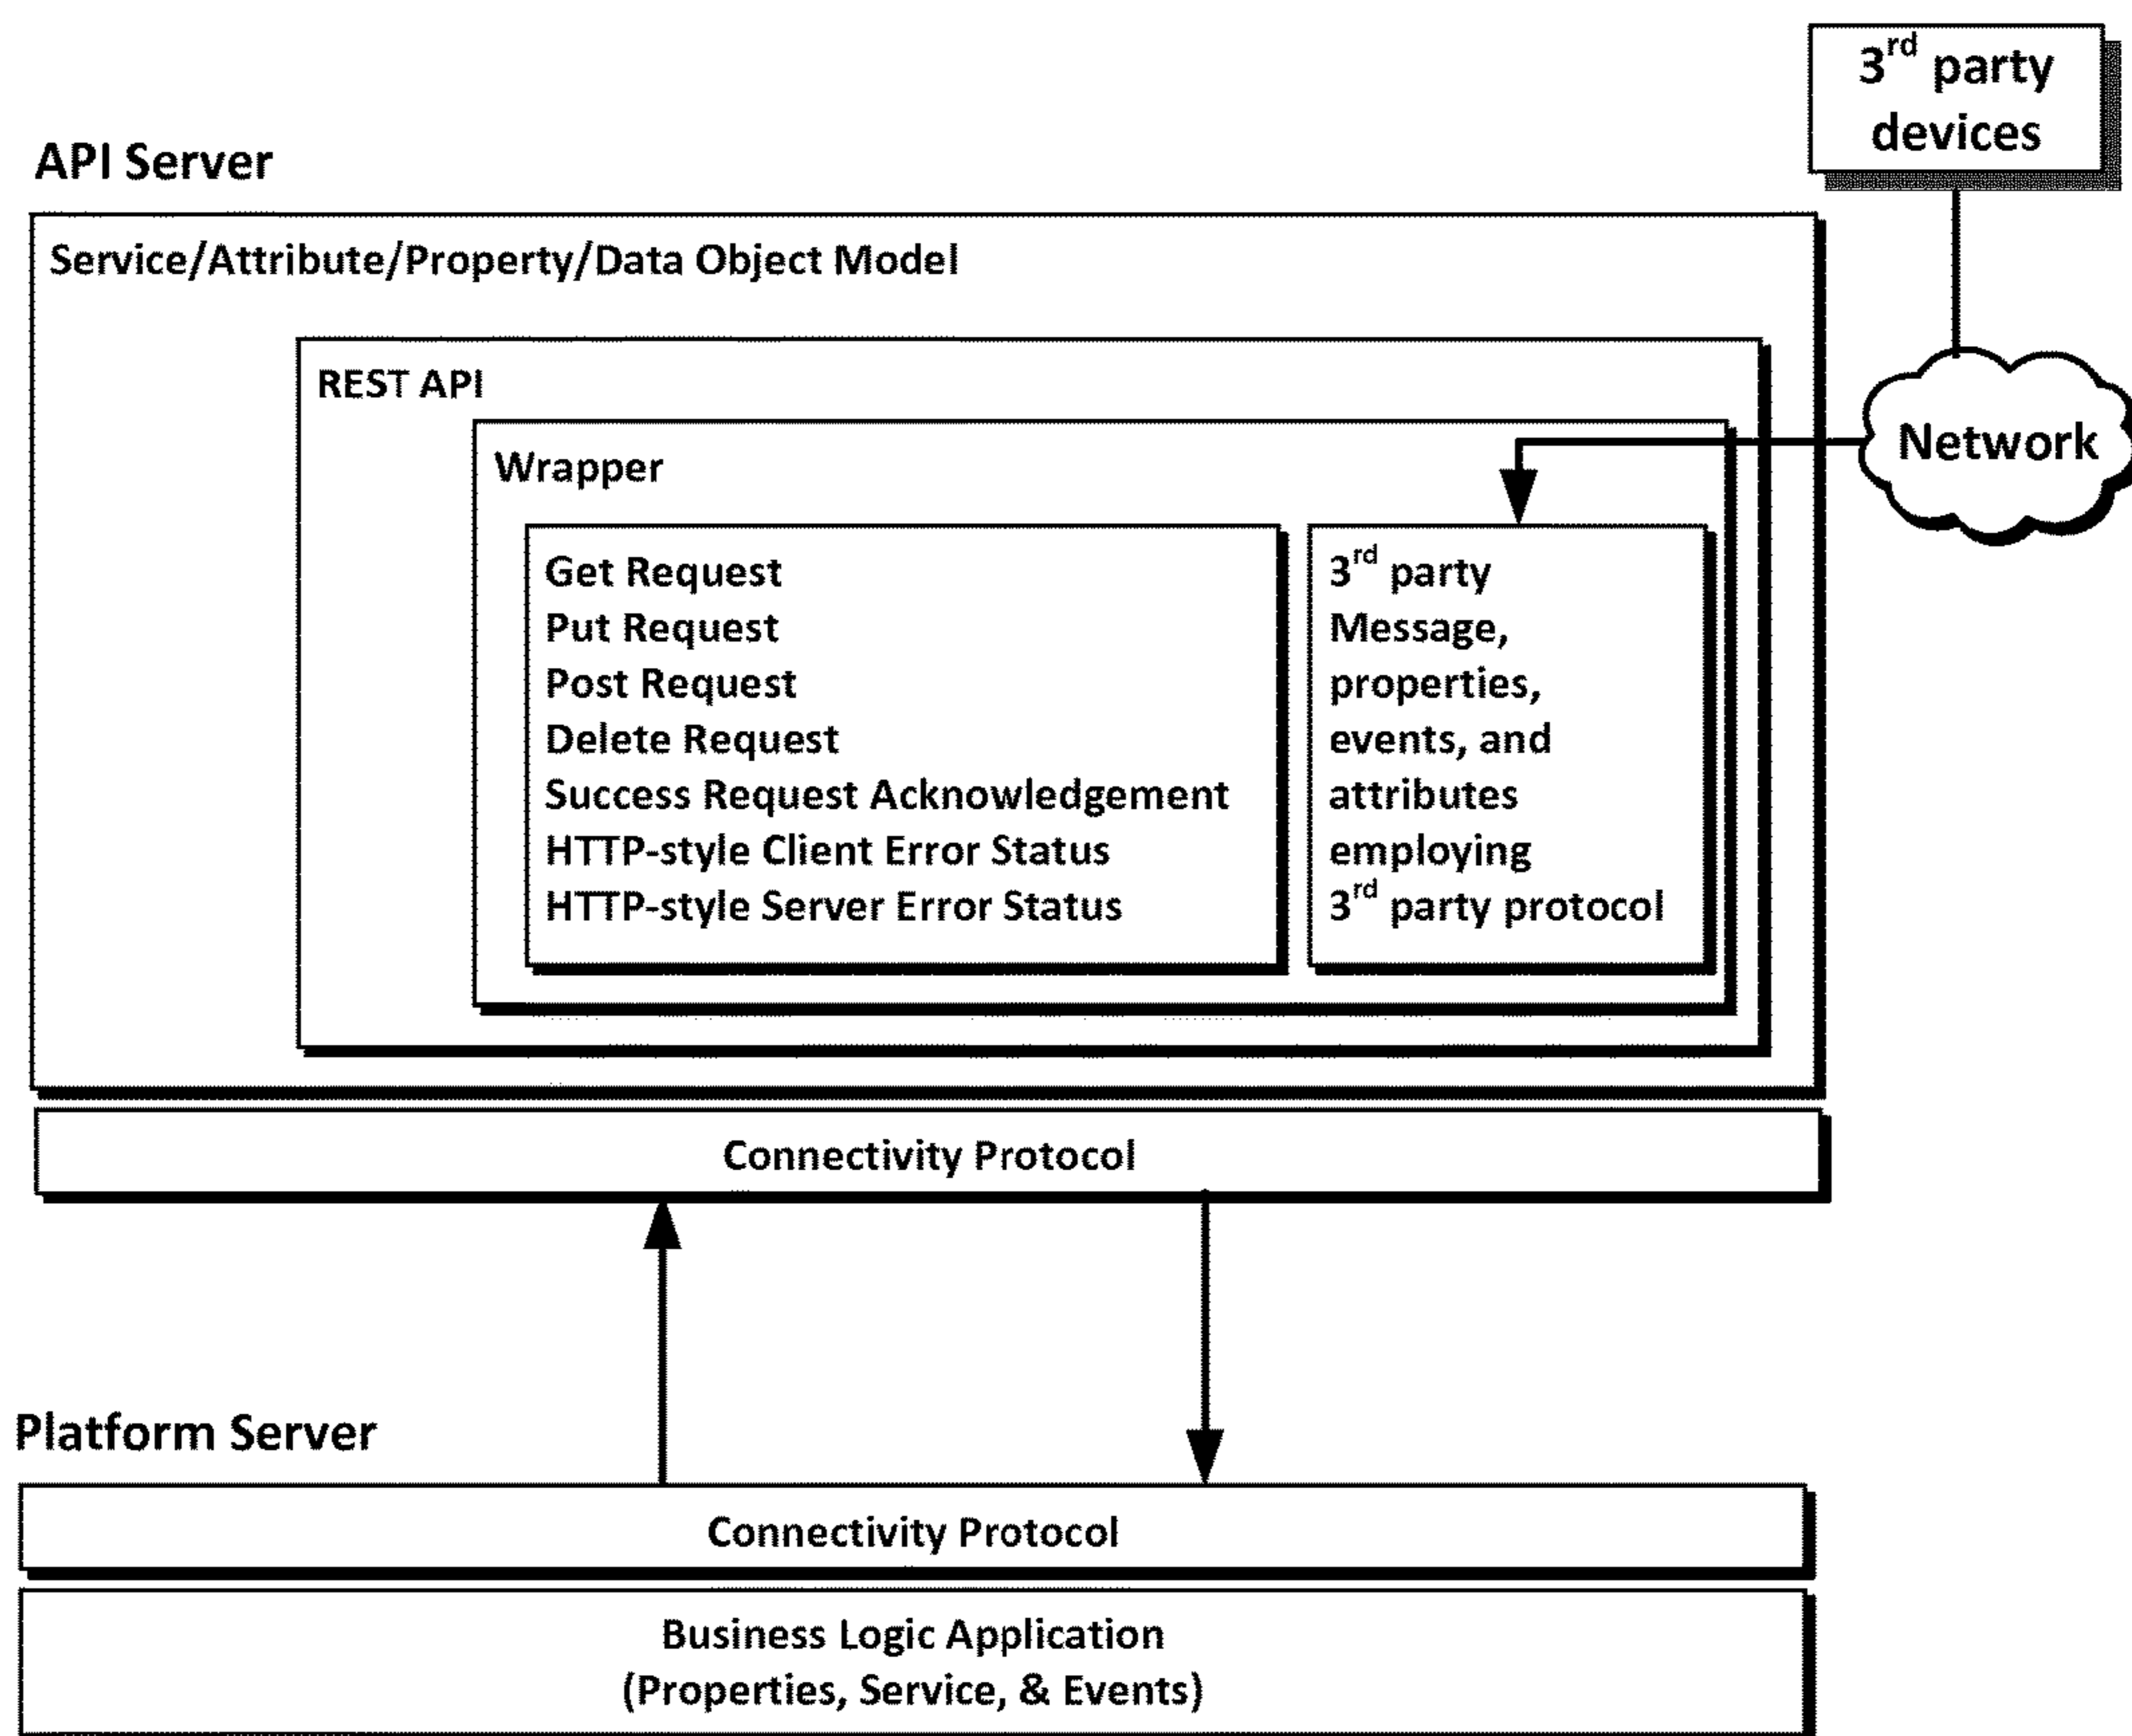 3rd party
devices
API Server
Service/Attribute/Property/Data Object Model
REST API
Network
Wrapper
Get Request
Put Request
Post Request
Delete Request
Success Request Acknowledgement
HTTP-style Client Error Status
HTTP-style Server Error Status
3rd party
Message,
properties,
events, and
attributes
employing
3rd party protocol
Connectivity Protocol
Platform Server
Connectivity Protocol
Business Logic Application
(Properties, Service, & Events)